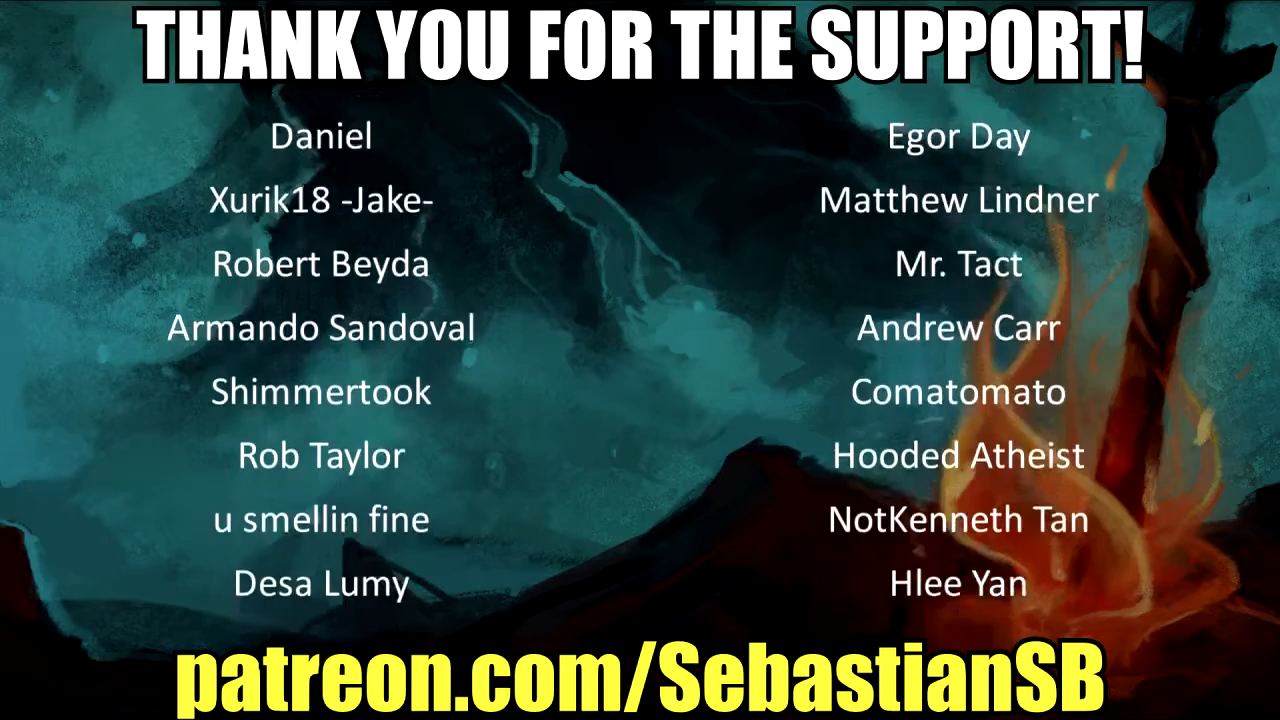 THANK YOU FOR THE SUPPORT!
Daniel
Xurik18 -Jake-
Robert Beyda
Armando Sandoval
Shimmertook
Rob Taylor
u smellin fine
Desa Lumy
Egor Day
Matthew Lindner
Mr. Tact
Andrew Carr
Comatomato
Hooded Atheist
NotKenneth Tan
Hlee Yan
patreon.com/SebastianSB